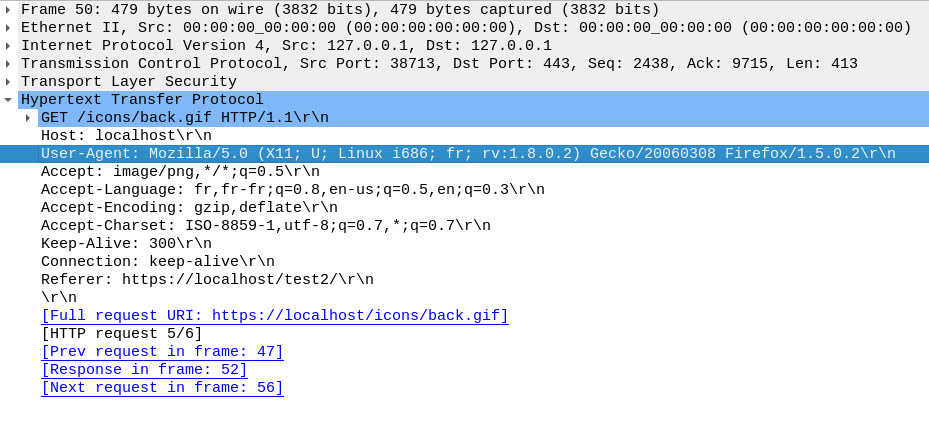 Frame 50: 479 bytes on wire (3832 bits), 479 bytes captured (3832 bits)
Ethernet II, Src: 00:00:00_00:00:00 (00:00:00:00:00:00), Dst: 00:00:00_00:00:00 (00:00:00:00:00:00)
Internet Protocol Version 4, Src: 127.0.0.1, Dst: 127.0.0.1
Transmission Control Protocol, Src Port: 38713, Dst Port: 443, Seq: 2438, Ack: 9715, Len: 413
Transport Layer Security
Hypertext Transfer Protocol
GET /icons/back.gif HTTP/1.1\r\n
Host: localhost\r\n
User-Agent: Mozilla/5.0 (X11; U; Linux i686; fr; rv:1.8.0.2) Gecko/20060308 Firefox/1.5.0.2\r\n
Accept: image/png,*/*;q=0.5\r\n
Accept-Language: fr,fr-fr;q=0.8,en-us;q=0.5,en;q=0.3\r\n
Accept-Encoding: gzip,deflate\r\n
Accept-Charset: ISO-8859-1,utf-8;q=0.7,*;q=0.7\r\n
Keep-Alive: 300\r\n
Connection: keep-alive\r\n
Referer: https://localhost/test2/\r\n
\r\n
[Full request URI: https://localhost/icons/back.gif]
[HTTP request 5/6]
[Prev request in frame: 47]
[Response in frame: 52]
[Next request in frame: 56]